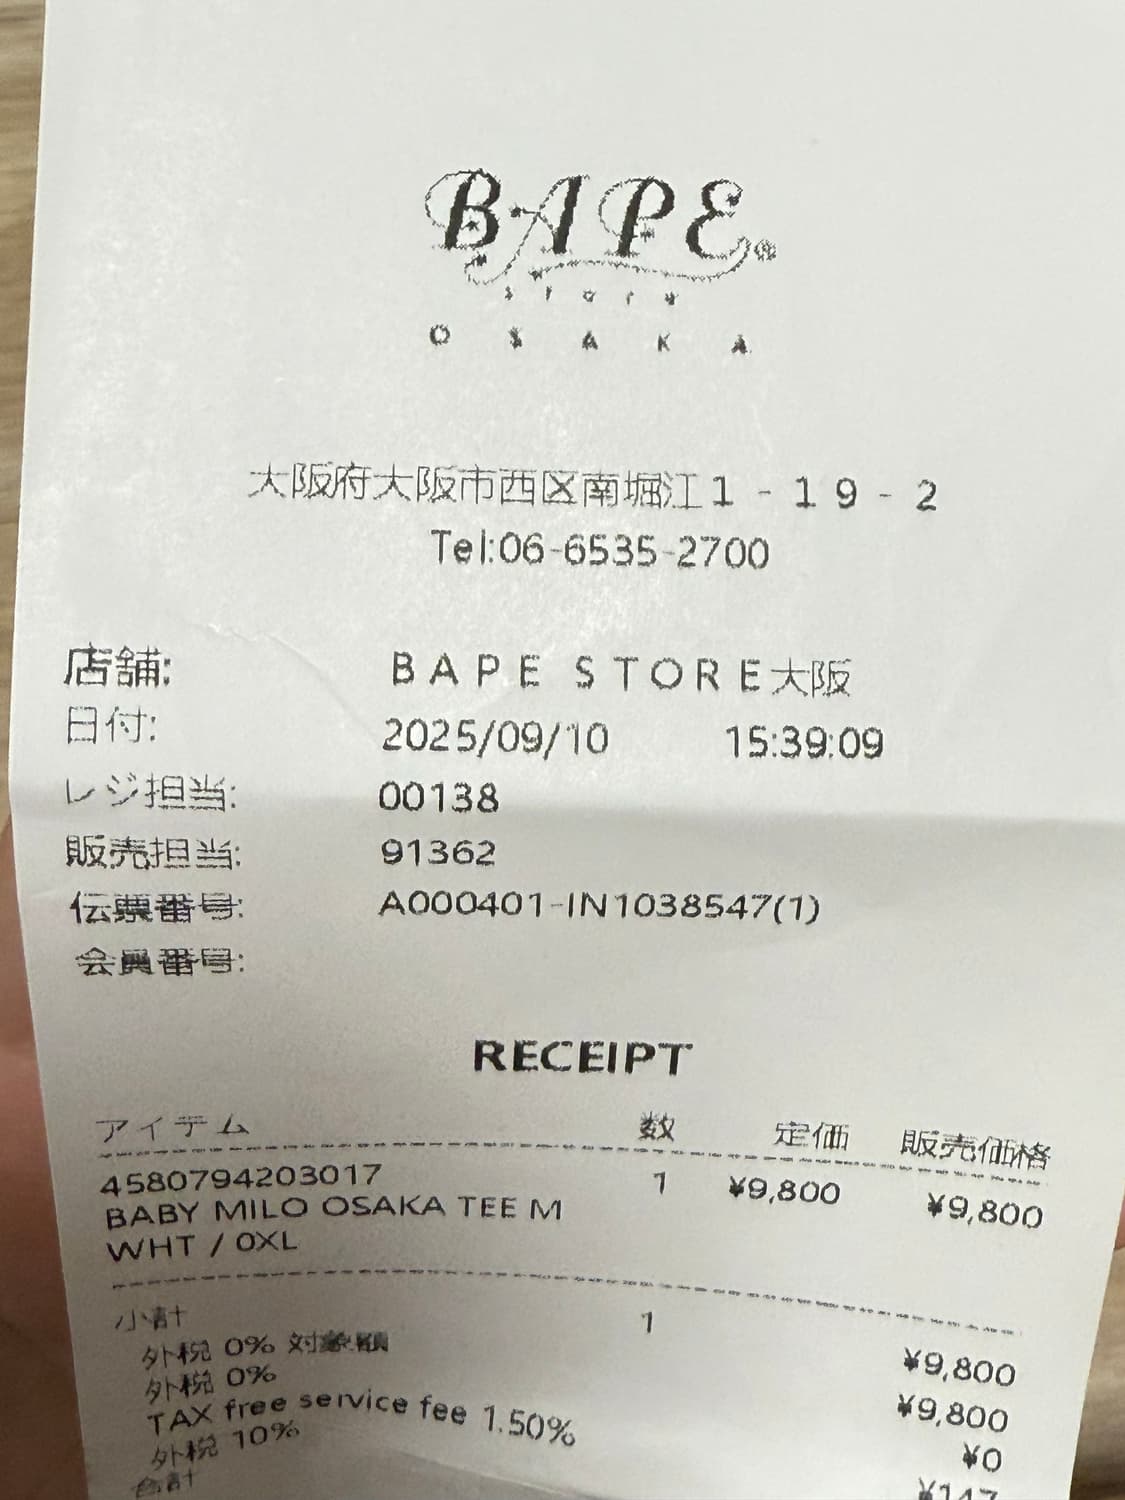 BAPE®
store
OSAKA
大阪府大阪市西区南堀江1-19-2
Tel:06-6535-2700
店舗: BAPE STORE大阪
日付: 2025/09/10 15:39:09
レジ担当: 00138
販売担当: 91362
伝票番号: A000401-IN1038547(1)
会員番号:
RECEIPT
アイテム 数 定価 販売価格
4580794203017 1 ¥9,800 ¥9,800
BABY MILO OSAKA TEE M
WHT / 0XL
小計 1 ¥9,800
外税 0% 対象額 ¥9,800
外税 0% ¥0
TAX free service fee 1.50% ¥147
外税 10%
合計